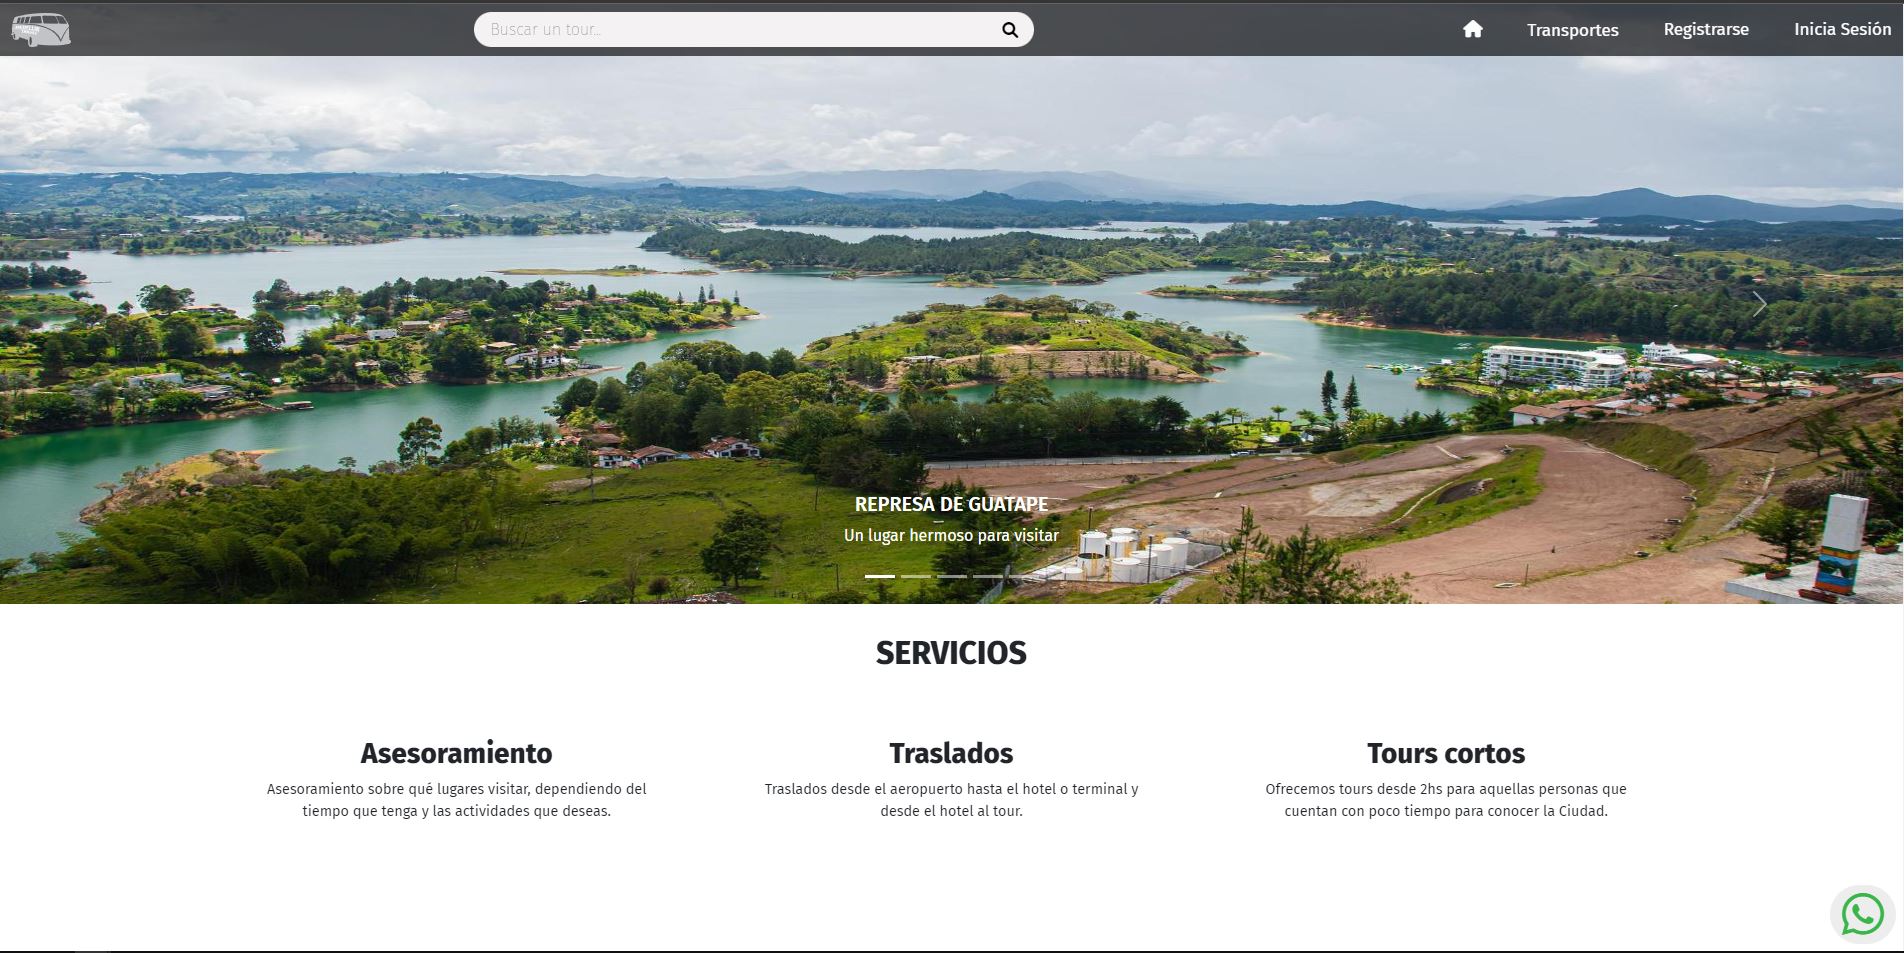 Buscar un tour...
Transportes
Registrarse
Inicia Sesión
REPRESA DE GUATAPE
Un lugar hermoso para visitar
SERVICIOS
Asesoramiento
Asesoramiento sobre qué lugares visitar, dependiendo del
tiempo que tenga y las actividades que deseas.
Traslados
Traslados desde el aeropuerto hasta el hotel o terminal y
desde el hotel al tour.
Tours cortos
Ofrecemos tours desde 2hs para aquellas personas que
cuentan con poco tiempo para conocer la Ciudad.